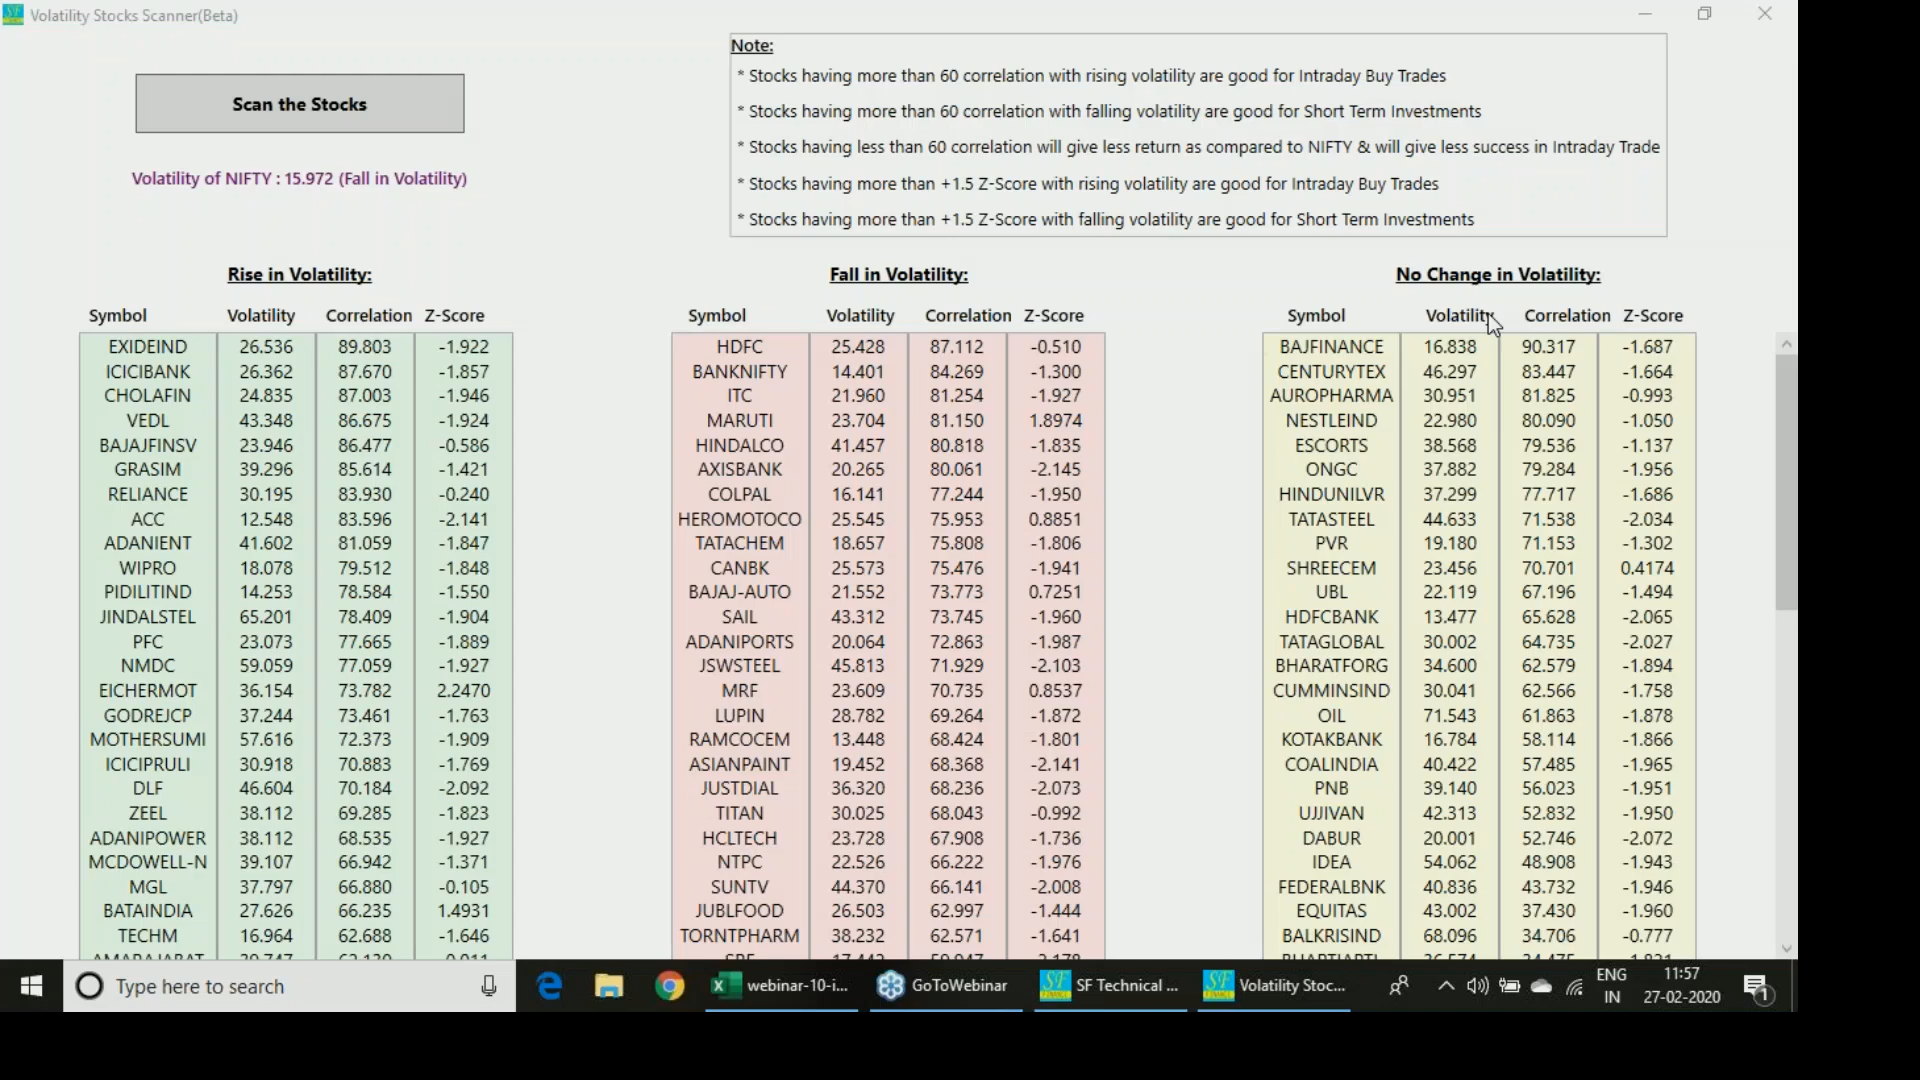 Volatility Stocks Scanner(Beta)
Scan the Stocks
Volatility of NIFTY : 15.972 (Fall in Volatility)
Note:
* Stocks having more than 60 correlation with rising volatility are good for Intraday Buy Trades
* Stocks having more than 60 correlation with falling volatility are good for Short Term Investments
* Stocks having less than 60 correlation will give less return as compared to NIFTY & will give less success in Intraday Trade
* Stocks having more than +1.5 Z-Score with rising volatility are good for Intraday Buy Trades
* Stocks having more than +1.5 Z-Score with falling volatility are good for Short Term Investments
Rise in Volatility:
Symbol Volatility Correlation Z-Score
EXIDEIND 26.536 89.803 -1.922
ICICIBANK 26.362 87.670 -1.857
CHOLAFIN 24.835 87.003 -1.946
VEDL 43.348 86.675 -1.924
BAJAJFINSV 23.946 86.477 -0.586
GRASIM 39.296 85.614 -1.421
RELIANCE 30.195 83.930 -0.240
ACC 12.548 83.596 -2.141
ADANIENT 41.602 81.059 -1.847
WIPRO 18.078 79.512 -1.848
PIDILITIND 14.253 78.584 -1.550
JINDALSTEL 65.201 78.409 -1.904
PFC 23.073 77.665 -1.889
NMDC 59.059 77.059 -1.927
EICHERMOT 36.154 73.782 2.2470
GODREJCP 37.244 73.461 -1.763
MOTHERSUMI 57.616 72.373 -1.909
ICICIPRULI 30.918 70.883 -1.769
DLF 46.604 70.184 -2.092
ZEEL 38.112 69.285 -1.823
ADANIPOWER 38.112 68.535 -1.927
MCDOWELL-N 39.107 66.942 -1.371
MGL 37.797 66.880 -0.105
BATAINDIA 27.626 66.235 1.4931
TECHM 16.964 62.688 -1.646
Fall in Volatility:
Symbol Volatility Correlation Z-Score
HDFC 25.428 87.112 -0.510
BANKNIFTY 14.401 84.269 -1.300
ITC 21.960 81.254 -1.927
MARUTI 23.704 81.150 1.8974
HINDALCO 41.457 80.818 -1.835
AXISBANK 20.265 80.061 -2.145
COLPAL 16.141 77.244 -1.950
HEROMOTOCO 25.545 75.953 0.8851
TATACHEM 18.657 75.808 -1.806
CANBK 25.573 75.476 -1.941
BAJAJ-AUTO 21.552 73.773 0.7251
SAIL 43.312 73.745 -1.960
ADANIPORTS 20.064 72.863 -1.987
JSWSTEEL 45.813 71.929 -2.103
MRF 23.609 70.735 0.8537
LUPIN 28.782 69.264 -1.872
RAMCOCEM 13.448 68.424 -1.801
ASIANPAINT 19.452 68.368 -2.141
JUSTDIAL 36.320 68.236 -2.073
TITAN 30.025 68.043 -0.992
HCLTECH 23.728 67.908 -1.736
NTPC 22.526 66.222 -1.976
SUNTV 44.370 66.141 -2.008
JUBLFOOD 26.503 62.997 -1.444
TORNTPHARM 38.232 62.571 -1.641
No Change in Volatility:
Symbol Volatility Correlation Z-Score
BAJFINANCE 16.838 90.317 -1.687
CENTURYTEX 46.297 83.447 -1.664
AUROPHARMA 30.951 81.825 -0.993
NESTLEIND 22.980 80.090 -1.050
ESCORTS 38.568 79.536 -1.137
ONGC 37.882 79.284 -1.956
HINDUNILVR 37.299 77.717 -1.686
TATASTEEL 44.633 71.538 -2.034
PVR 19.180 71.153 -1.302
SHREECEM 23.456 70.701 0.4174
UBL 22.119 67.196 -1.494
HDFCBANK 13.477 65.628 -2.065
TATAGLOBAL 30.002 64.735 -2.027
BHARATFORG 34.600 62.579 -1.894
CUMMINSIND 30.041 62.566 -1.758
OIL 71.543 61.863 -1.878
KOTAKBANK 16.784 58.114 -1.866
COALINDIA 40.422 57.485 -1.965
PNB 39.140 56.023 -1.951
UJJIVAN 42.313 52.832 -1.950
DABUR 20.001 52.746 -2.072
IDEA 54.062 48.908 -1.943
FEDERALBNK 40.836 43.732 -1.946
EQUITAS 43.002 37.430 -1.960
BALKRISIND 68.096 34.706 -0.777
Type here to search
webinar-10-i...
GoToWebinar
SF Technical ...
Volatility Stoc...
ENG
IN
11:57
27-02-2020
1